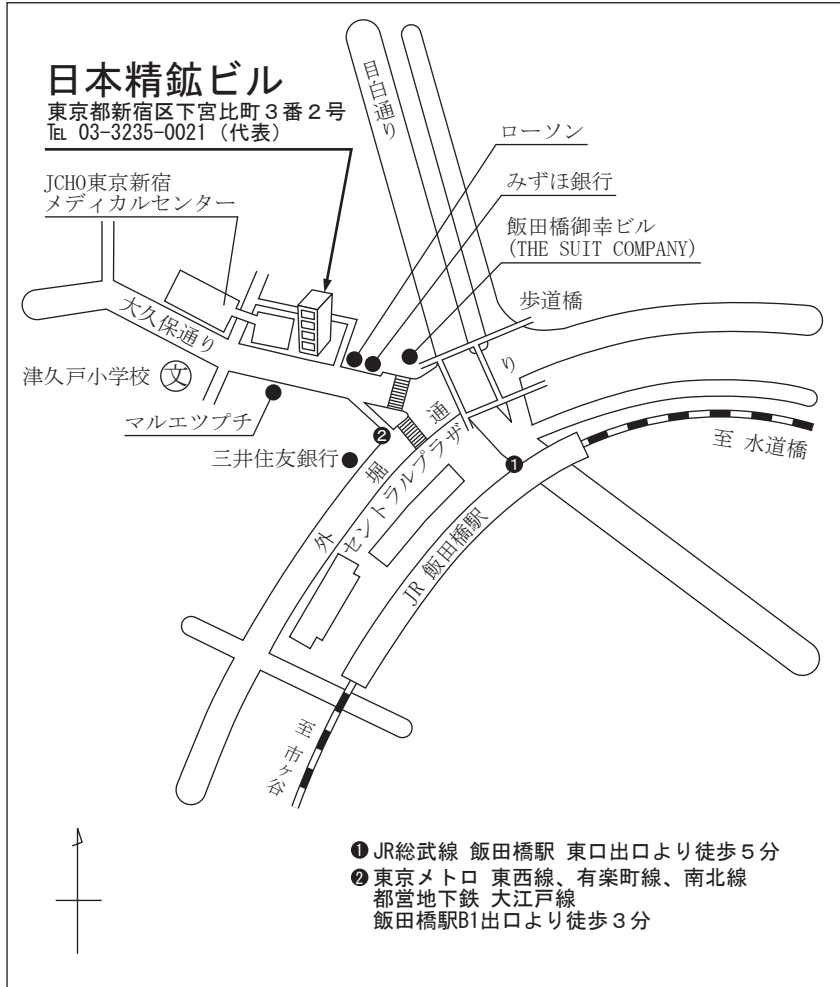 日本精鉱ビル
東京都新宿区下宮比町3番2号
℡ 03-3235-0021（代表）
目白通り
ローソン
みずほ銀行
飯田橋御幸ビル
(THE SUIT COMPANY)
JCHO東京新宿
メディカルセンター
歩道橋
大久保通り
津久戸小学校 文
マルエツプチ
三井住友銀行
外堀通り
セントラルプラザ
JR 飯田橋駅
至 水道橋
至 市ヶ谷
❷
❶
❶ JR総武線 飯田橋駅 東口出口より徒歩5分
❷ 東京メトロ 東西線、有楽町線、南北線
都営地下鉄 大江戸線
飯田橋駅B1出口より徒歩3分